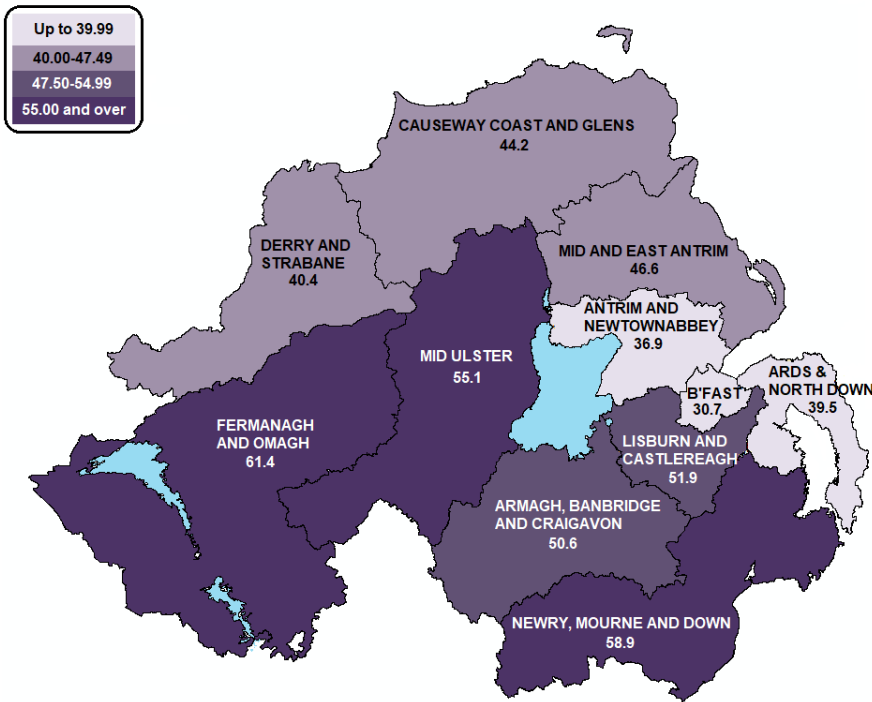 Up to 39.99
40.00-47.49
47.50-54.99
55.00 and over
CAUSEWAY COAST AND GLENS
44.2
DERRY AND
STRABANE
40.4
MID AND EAST ANTRIM
46.6
ANTRIM AND
NEWTOWNABBEY
36.9
MID ULSTER
55.1
B'FAST
30.7
ARDS &
NORTH DOWN
39.5
FERMANAGH
AND OMAGH
61.4
LISBURN AND
CASTLEREAGH
51.9
ARMAGH, BANBRIDGE
AND CRAIGAVON
50.6
NEWRY, MOURNE AND DOWN
58.9